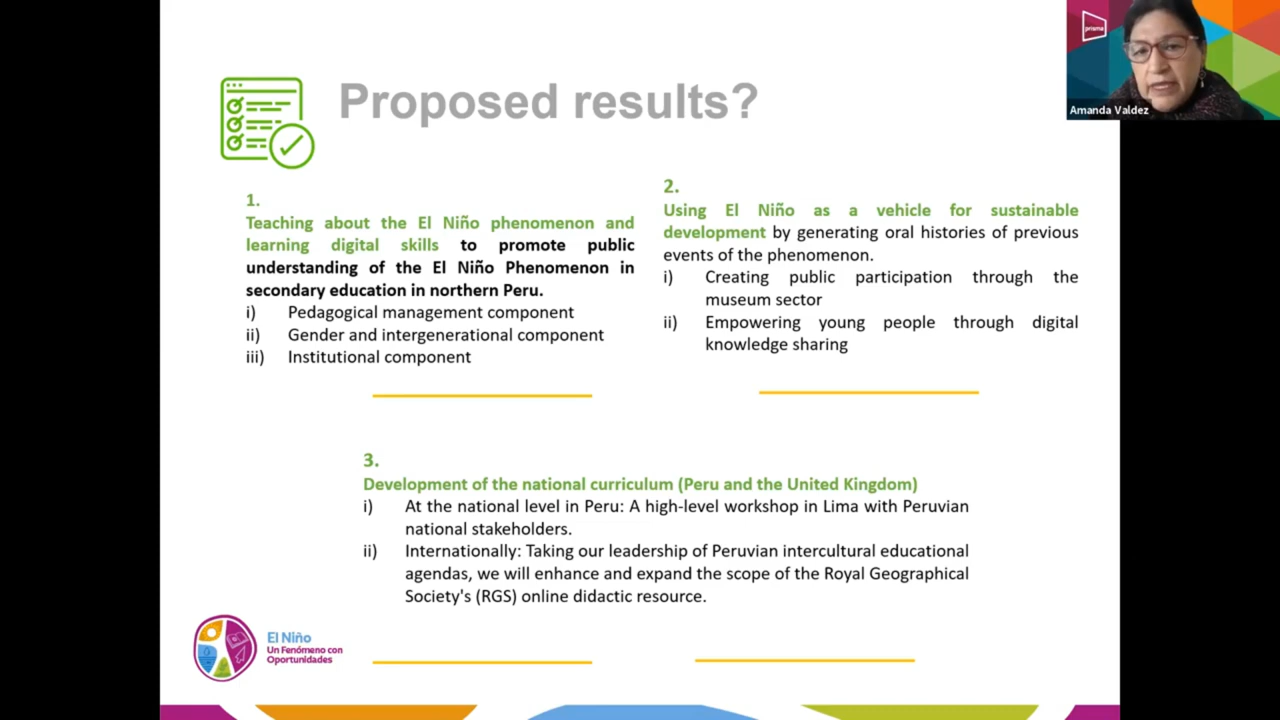 prisma
Amanda Valdez
Proposed results?
1.
Teaching about the El Niño phenomenon and
learning digital skills to promote public
understanding of the El Niño Phenomenon in
secondary education in northern Peru.
i) Pedagogical management component
ii) Gender and intergenerational component
iii) Institutional component
2.
Using El Niño as a vehicle for sustainable
development by generating oral histories of previous
events of the phenomenon.
i) Creating public participation through the
museum sector
ii) Empowering young people through digital
knowledge sharing
3.
Development of the national curriculum (Peru and the United Kingdom)
i) At the national level in Peru: A high-level workshop in Lima with Peruvian
national stakeholders.
ii) Internationally: Taking our leadership of Peruvian intercultural educational
agendas, we will enhance and expand the scope of the Royal Geographical
Society's (RGS) online didactic resource.
El Niño
Un Fenómeno con
Oportunidades